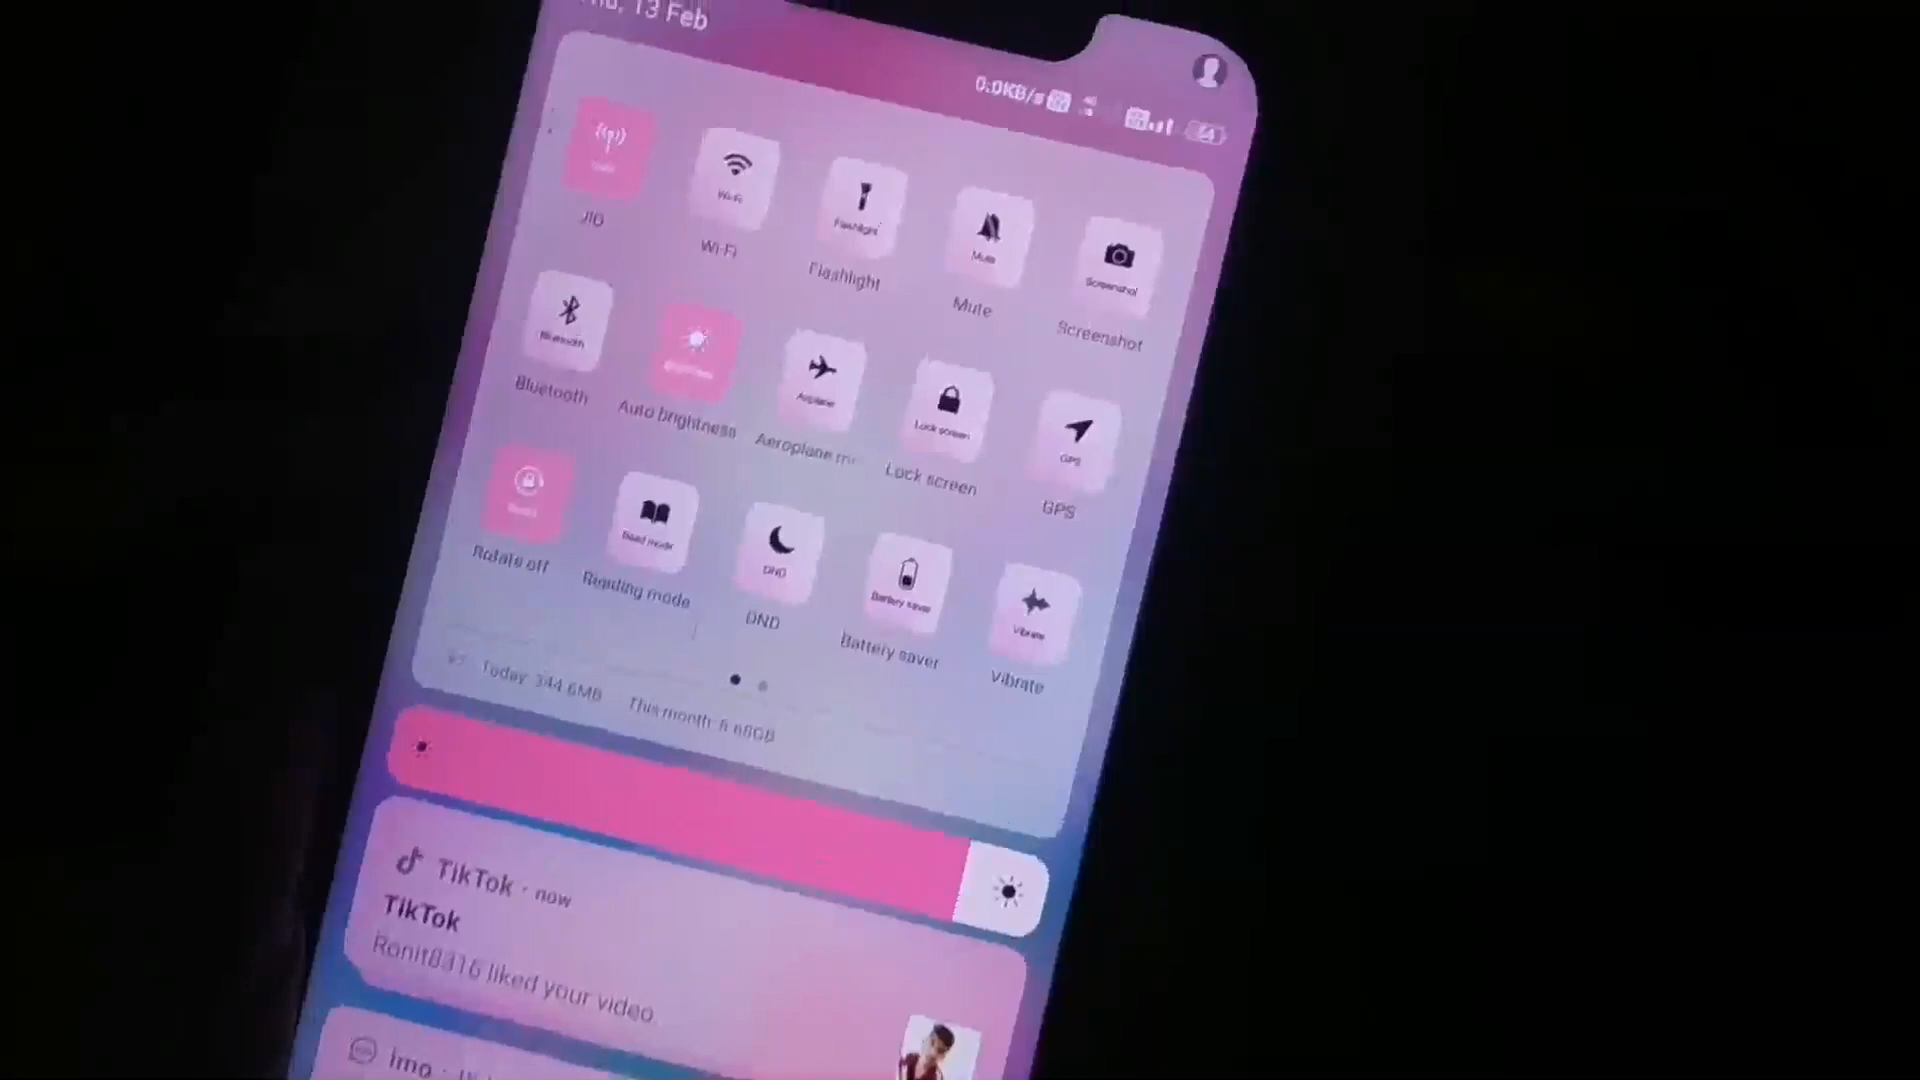 13 Feb
0.0KB/s
64
JIO
Wi-Fi
Wi-Fi
Flashlight
Flashlight
Mute
Mute
Screenshot
Screenshot
Bluetooth
Bluetooth
Auto brightness
Airplane
Aeroplane m
Lock screen
Lock screen
GPS
GPS
Rotate off
Read mode
Reading mode
DND
DND
Battery saver
Battery saver
Vibrate
Vibrate
Today: 344.6MB This month: 6.68GB
TikTok · now
TikTok
Ronit8316 liked your video.
imo ·